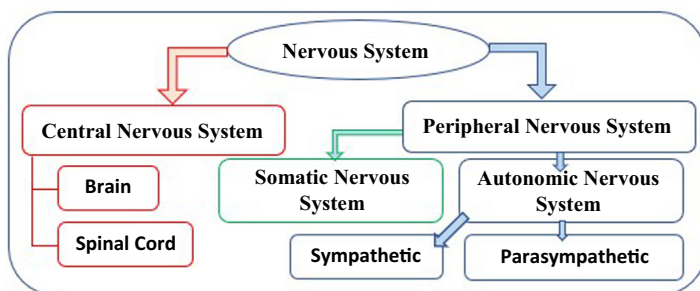 Nervous System
Central Nervous System
Peripheral Nervous System
Brain
Spinal Cord
Somatic Nervous
System
Autonomic Nervous
System
Sympathetic
Parasympathetic